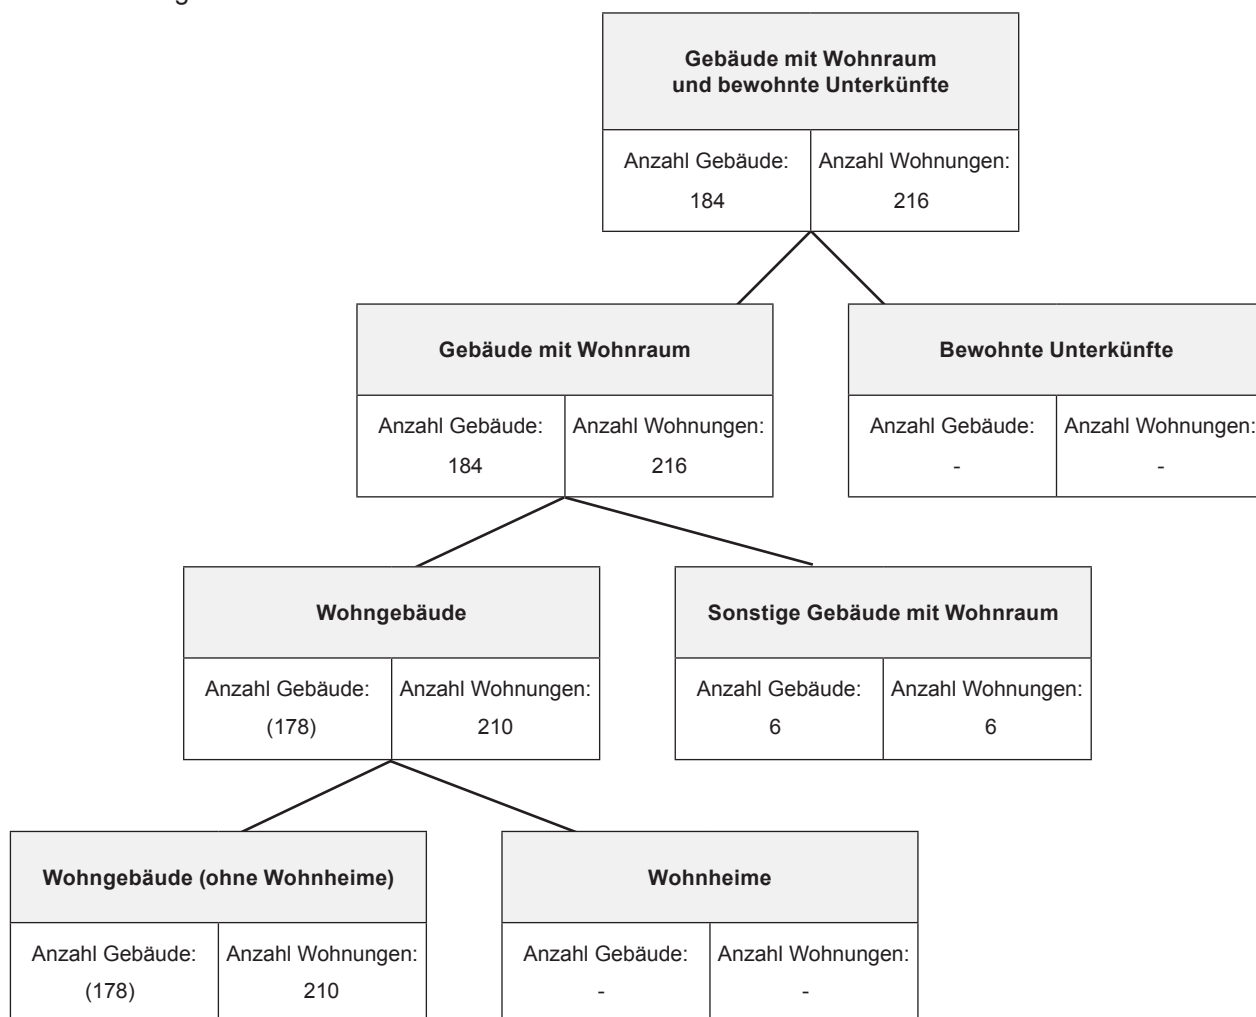 Gebäude mit Wohnraum
und bewohnte Unterkünfte
Anzahl Gebäude: Anzahl Wohnungen:
184 216
Gebäude mit Wohnraum
Anzahl Gebäude: Anzahl Wohnungen:
184 216
Bewohnte Unterkünfte
Anzahl Gebäude: Anzahl Wohnungen:
- -
Wohngebäude
Anzahl Gebäude: Anzahl Wohnungen:
(178) 210
Sonstige Gebäude mit Wohnraum
Anzahl Gebäude: Anzahl Wohnungen:
6 6
Wohngebäude (ohne Wohnheime)
Anzahl Gebäude: Anzahl Wohnungen:
(178) 210
Wohnheime
Anzahl Gebäude: Anzahl Wohnungen:
- -